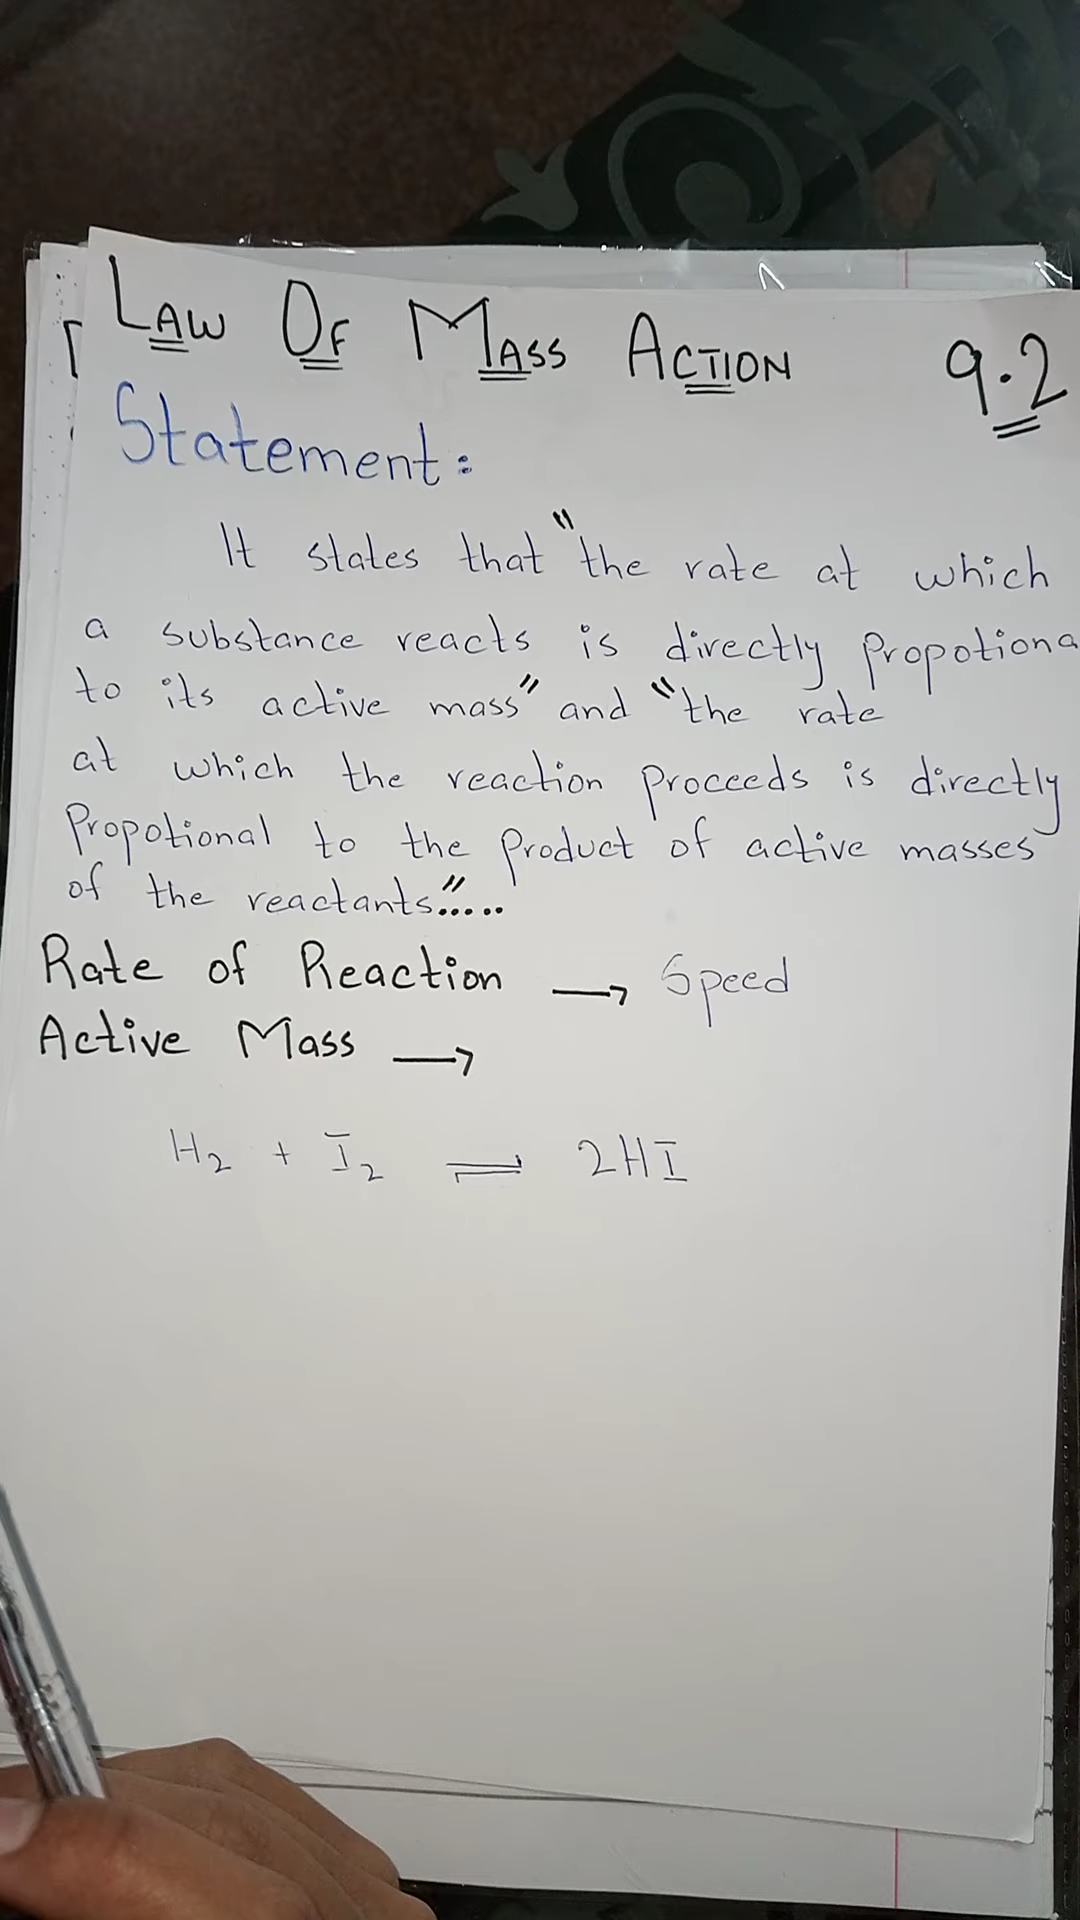 LAW OF MASS ACTION 9.2
Statement:
It states that "the rate at which
a substance reacts is directly Propotiona
to its active mass" and "the rate
at which the reaction Proceeds is directly
Propotional to the Product of active masses
of the reactants".....
Rate of Reaction → Speed
Active Mass →
H₂ + I₂ ⇌ 2HI